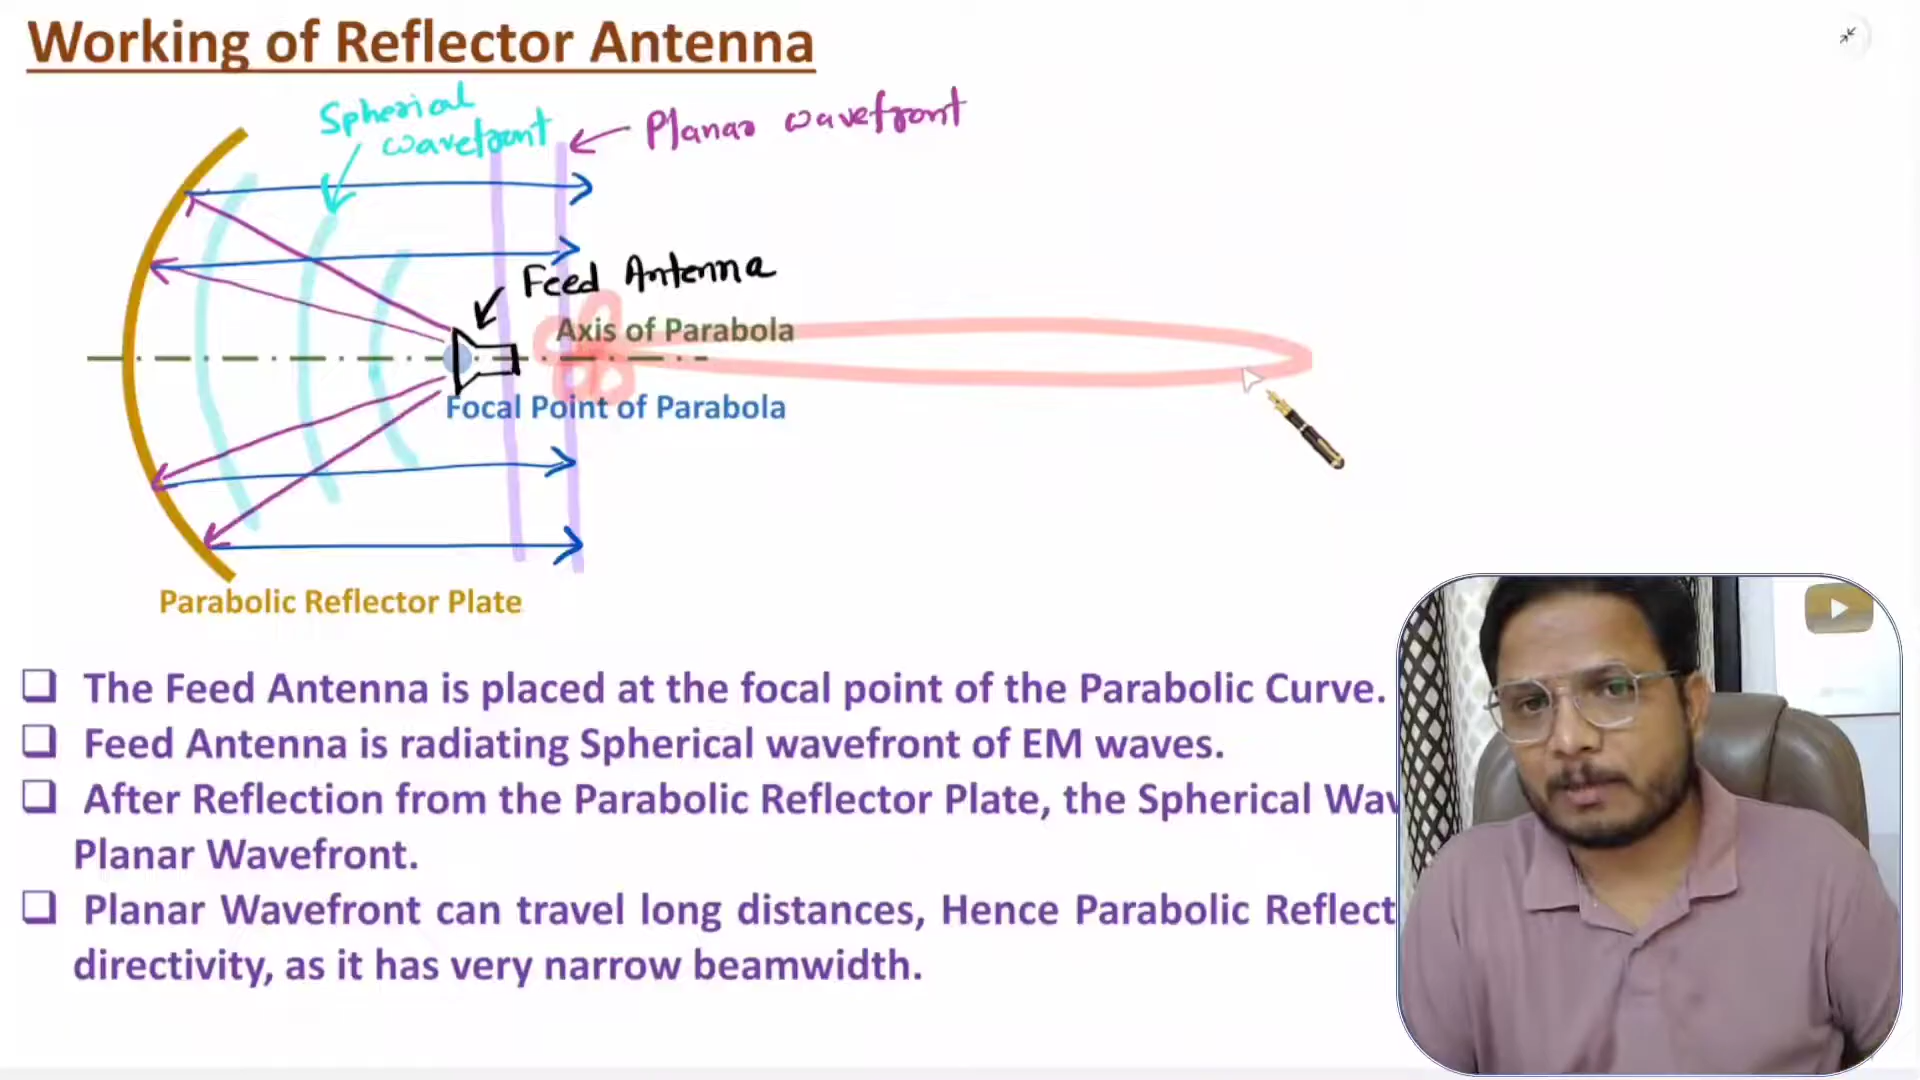 Working of Reflector Antenna
Spherical
wavefront
Planar wavefront
Feed Antenna
Axis of Parabola
Focal Point of Parabola
Parabolic Reflector Plate
The Feed Antenna is placed at the focal point of the Parabolic Curve.
Feed Antenna is radiating Spherical wavefront of EM waves.
After Reflection from the Parabolic Reflector Plate, the Spherical
Planar Wavefront.
Planar Wavefront can travel long distances, Hence Parabolic
directivity, as it has very narrow beamwidth.